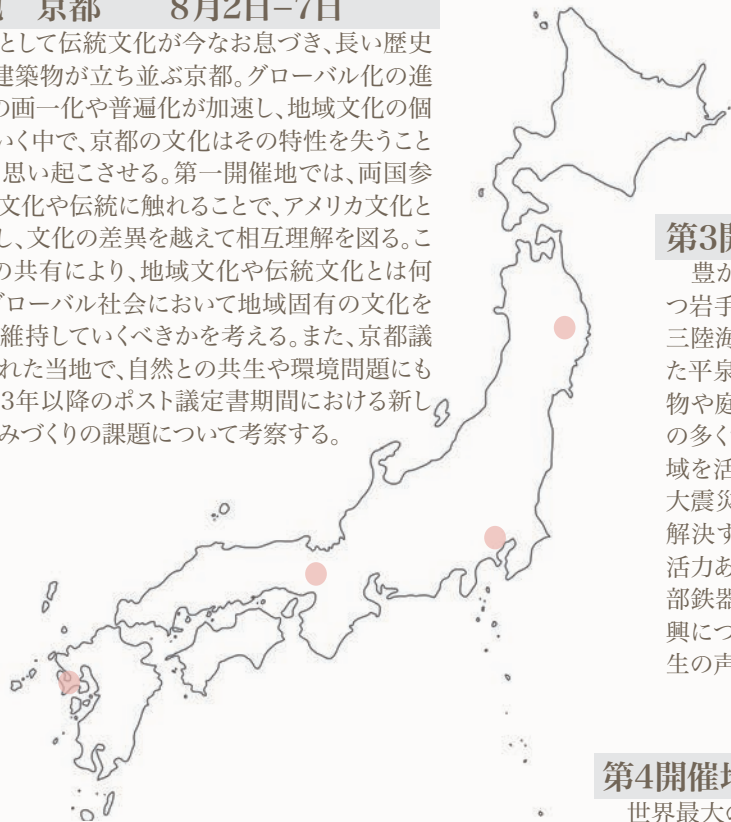 京都 8月2日−7日
として伝統文化が今なお息づき、長い歴史
建築物が立ち並ぶ京都。グローバル化の進
の画一化や普遍化が加速し、地域文化の個
いく中で、京都の文化はその特性を失うこと
思い起こさせる。第一開催地では、両国参
文化や伝統に触れることで、アメリカ文化と
し、文化の差異を越えて相互理解を図る。こ
の共有により、地域文化や伝統文化とは何
グローバル社会において地域固有の文化を
維持していくべきかを考える。また、京都議
れた当地で、自然との共生や環境問題にも
3年以降のポスト議定書期間における新し
みづくりの課題について考察する。
第3開
豊か
つ岩手
三陸海
た平泉
物や庭
の多く
域を活
大震災
解決す
活力あ
部鉄器
興につ
生の声
第4開催地
世界最大の